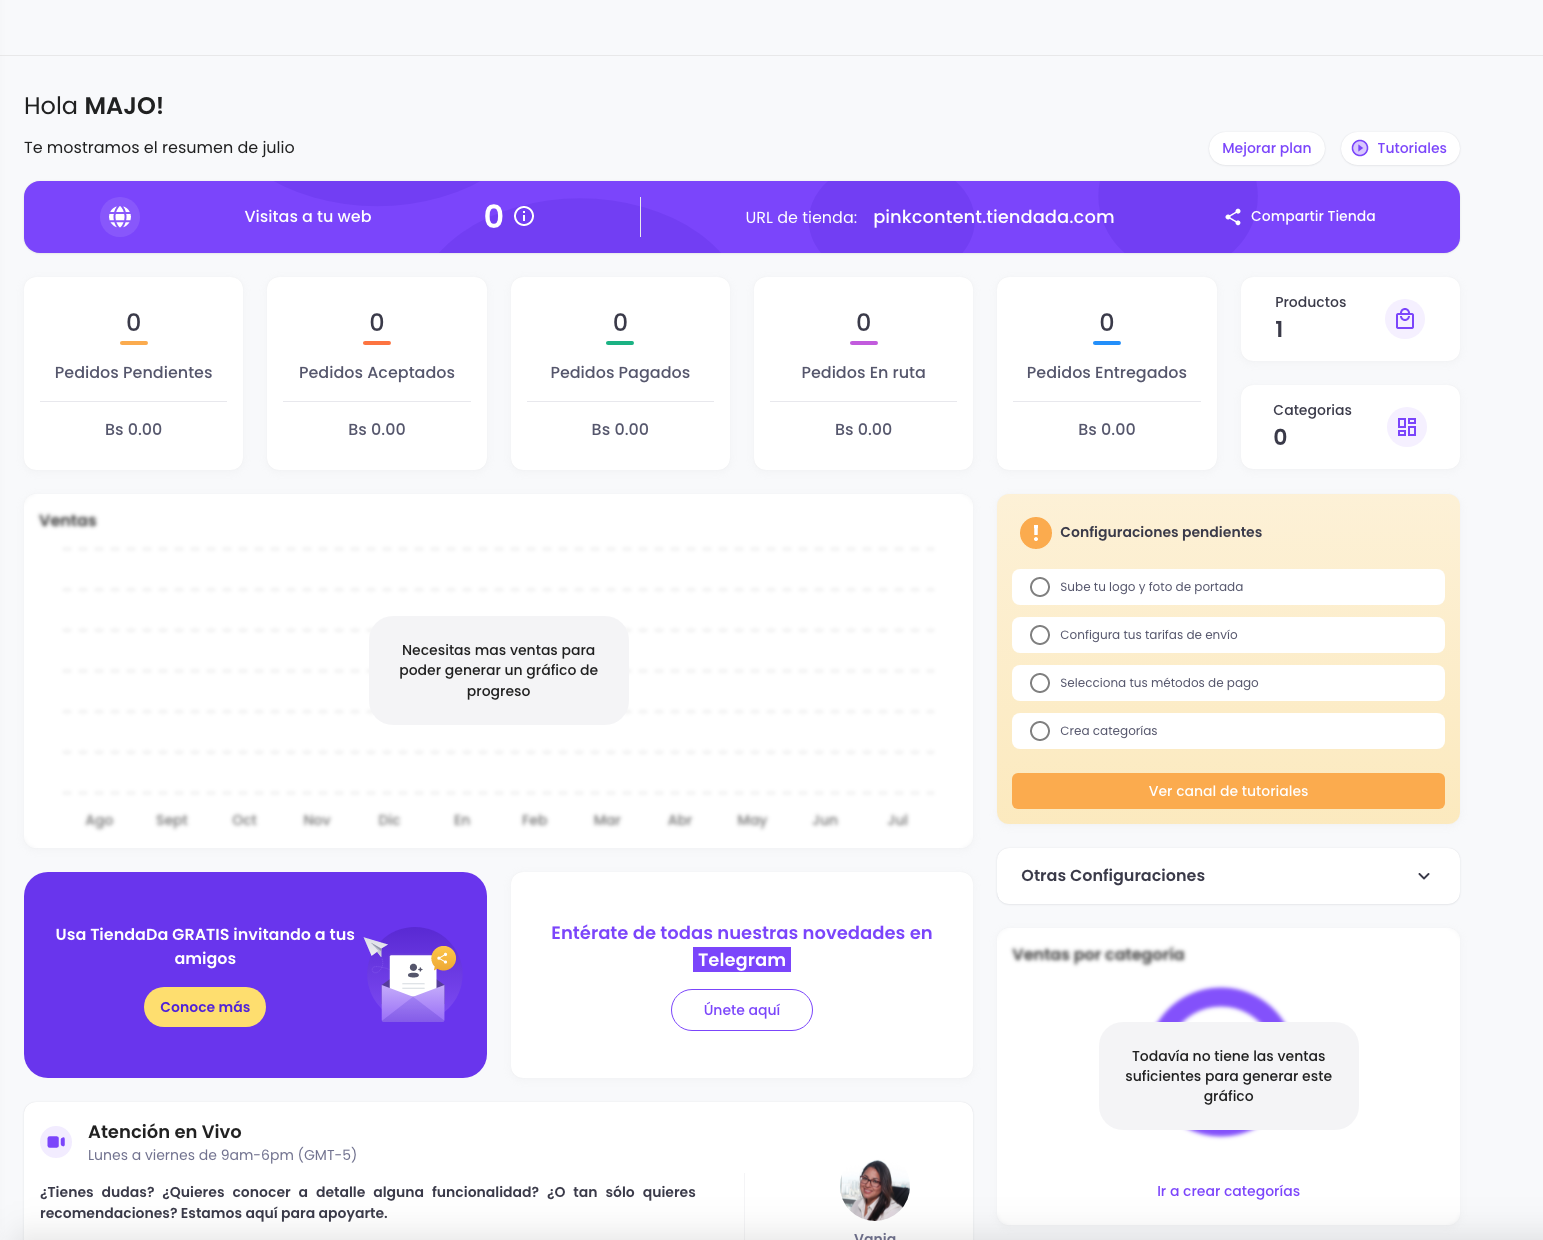 Hola MAJO!
Te mostramos el resumen de julio
Mejorar plan
Tutoriales
Visitas a tu web
0
URL de tienda: pinkcontent.tiendada.com
Compartir Tienda
0
Pedidos Pendientes
Bs 0.00
0
Pedidos Aceptados
Bs 0.00
0
Pedidos Pagados
Bs 0.00
0
Pedidos En ruta
Bs 0.00
0
Pedidos Entregados
Bs 0.00
Productos
1
Categorias
0
Ventas
Necesitas mas ventas para
poder generar un gráfico de
progreso
Ago Sept Oct Nov Dic En Feb Mar Abr May Jun Jul
Configuraciones pendientes
Sube tu logo y foto de portada
Configura tus tarifas de envío
Selecciona tus métodos de pago
Crea categorías
Ver canal de tutoriales
Otras Configuraciones
Usa TiendaDa GRATIS invitando a tus
amigos
Conoce más
Entérate de todas nuestras novedades en
Telegram
Únete aquí
Ventas por categoría
Todavía no tiene las ventas
suficientes para generar este
gráfico
Ir a crear categorías
Atención en Vivo
Lunes a viernes de 9am-6pm (GMT-5)
¿Tienes dudas? ¿Quieres conocer a detalle alguna funcionalidad? ¿O tan sólo quieres
recomendaciones? Estamos aquí para apoyarte.
Vania